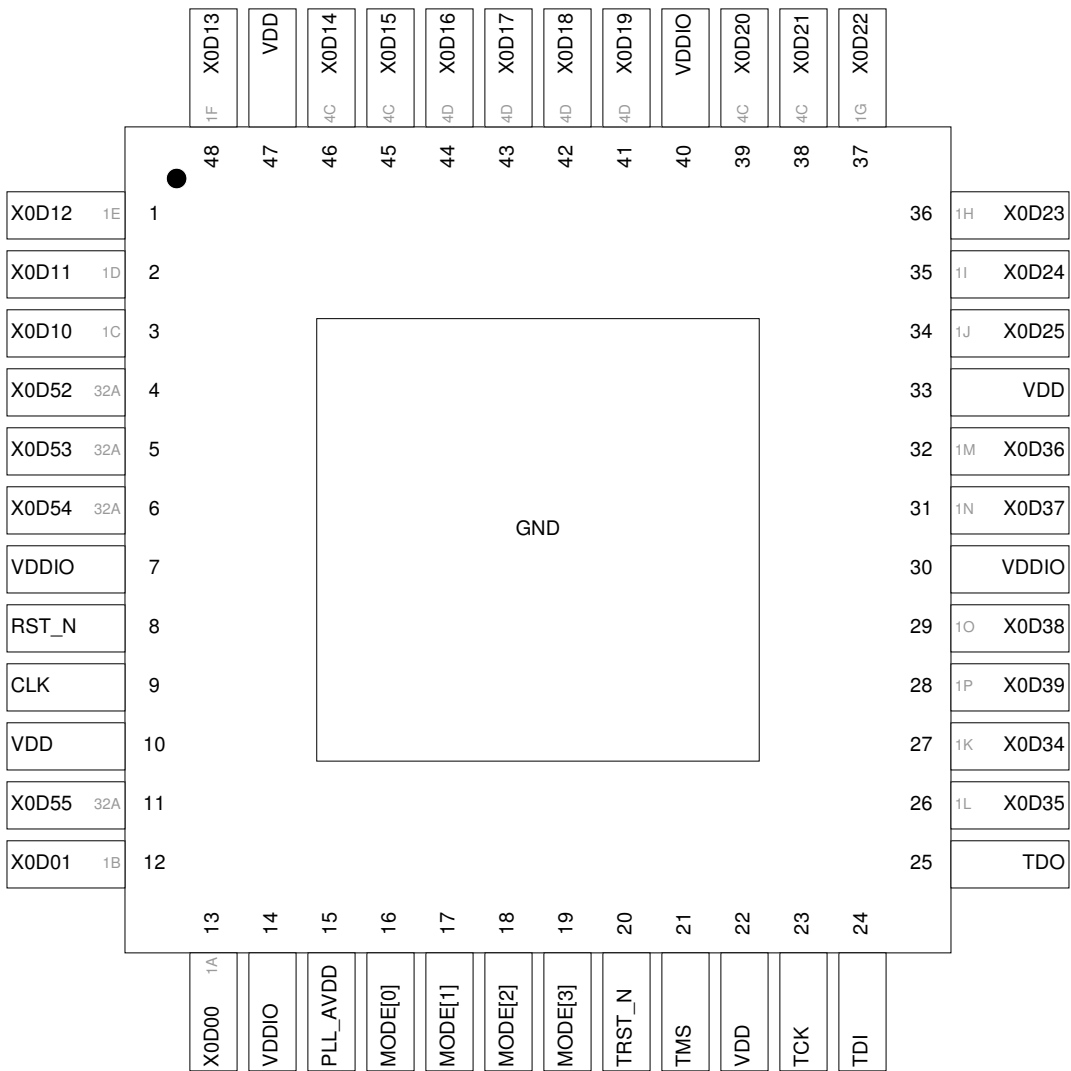 X0D13
VDD
X0D14
X0D15
X0D16
X0D17
X0D18
X0D19
VDDIO
X0D20
X0D21
X0D22
1F
4C
4C
4D
4D
4D
4D
4C
4C
1G
48
47
46
45
44
43
42
41
40
39
38
37
X0D12 1E 1
36 1H X0D23
X0D11 1D 2
35 1I X0D24
X0D10 1C 3
34 1J X0D25
X0D52 32A 4
33 VDD
X0D53 32A 5
32 1M X0D36
X0D54 32A 6
31 1N X0D37
GND
VDDIO 7
30 VDDIO
RST_N 8
29 1O X0D38
CLK 9
28 1P X0D39
VDD 10
27 1K X0D34
X0D55 32A 11
26 1L X0D35
X0D01 1B 12
25 TDO
13
14
15
16
17
18
19
20
21
22
23
24
1A
X0D00
VDDIO
PLL_AVDD
MODE[0]
MODE[1]
MODE[2]
MODE[3]
TRST_N
TMS
VDD
TCK
TDI